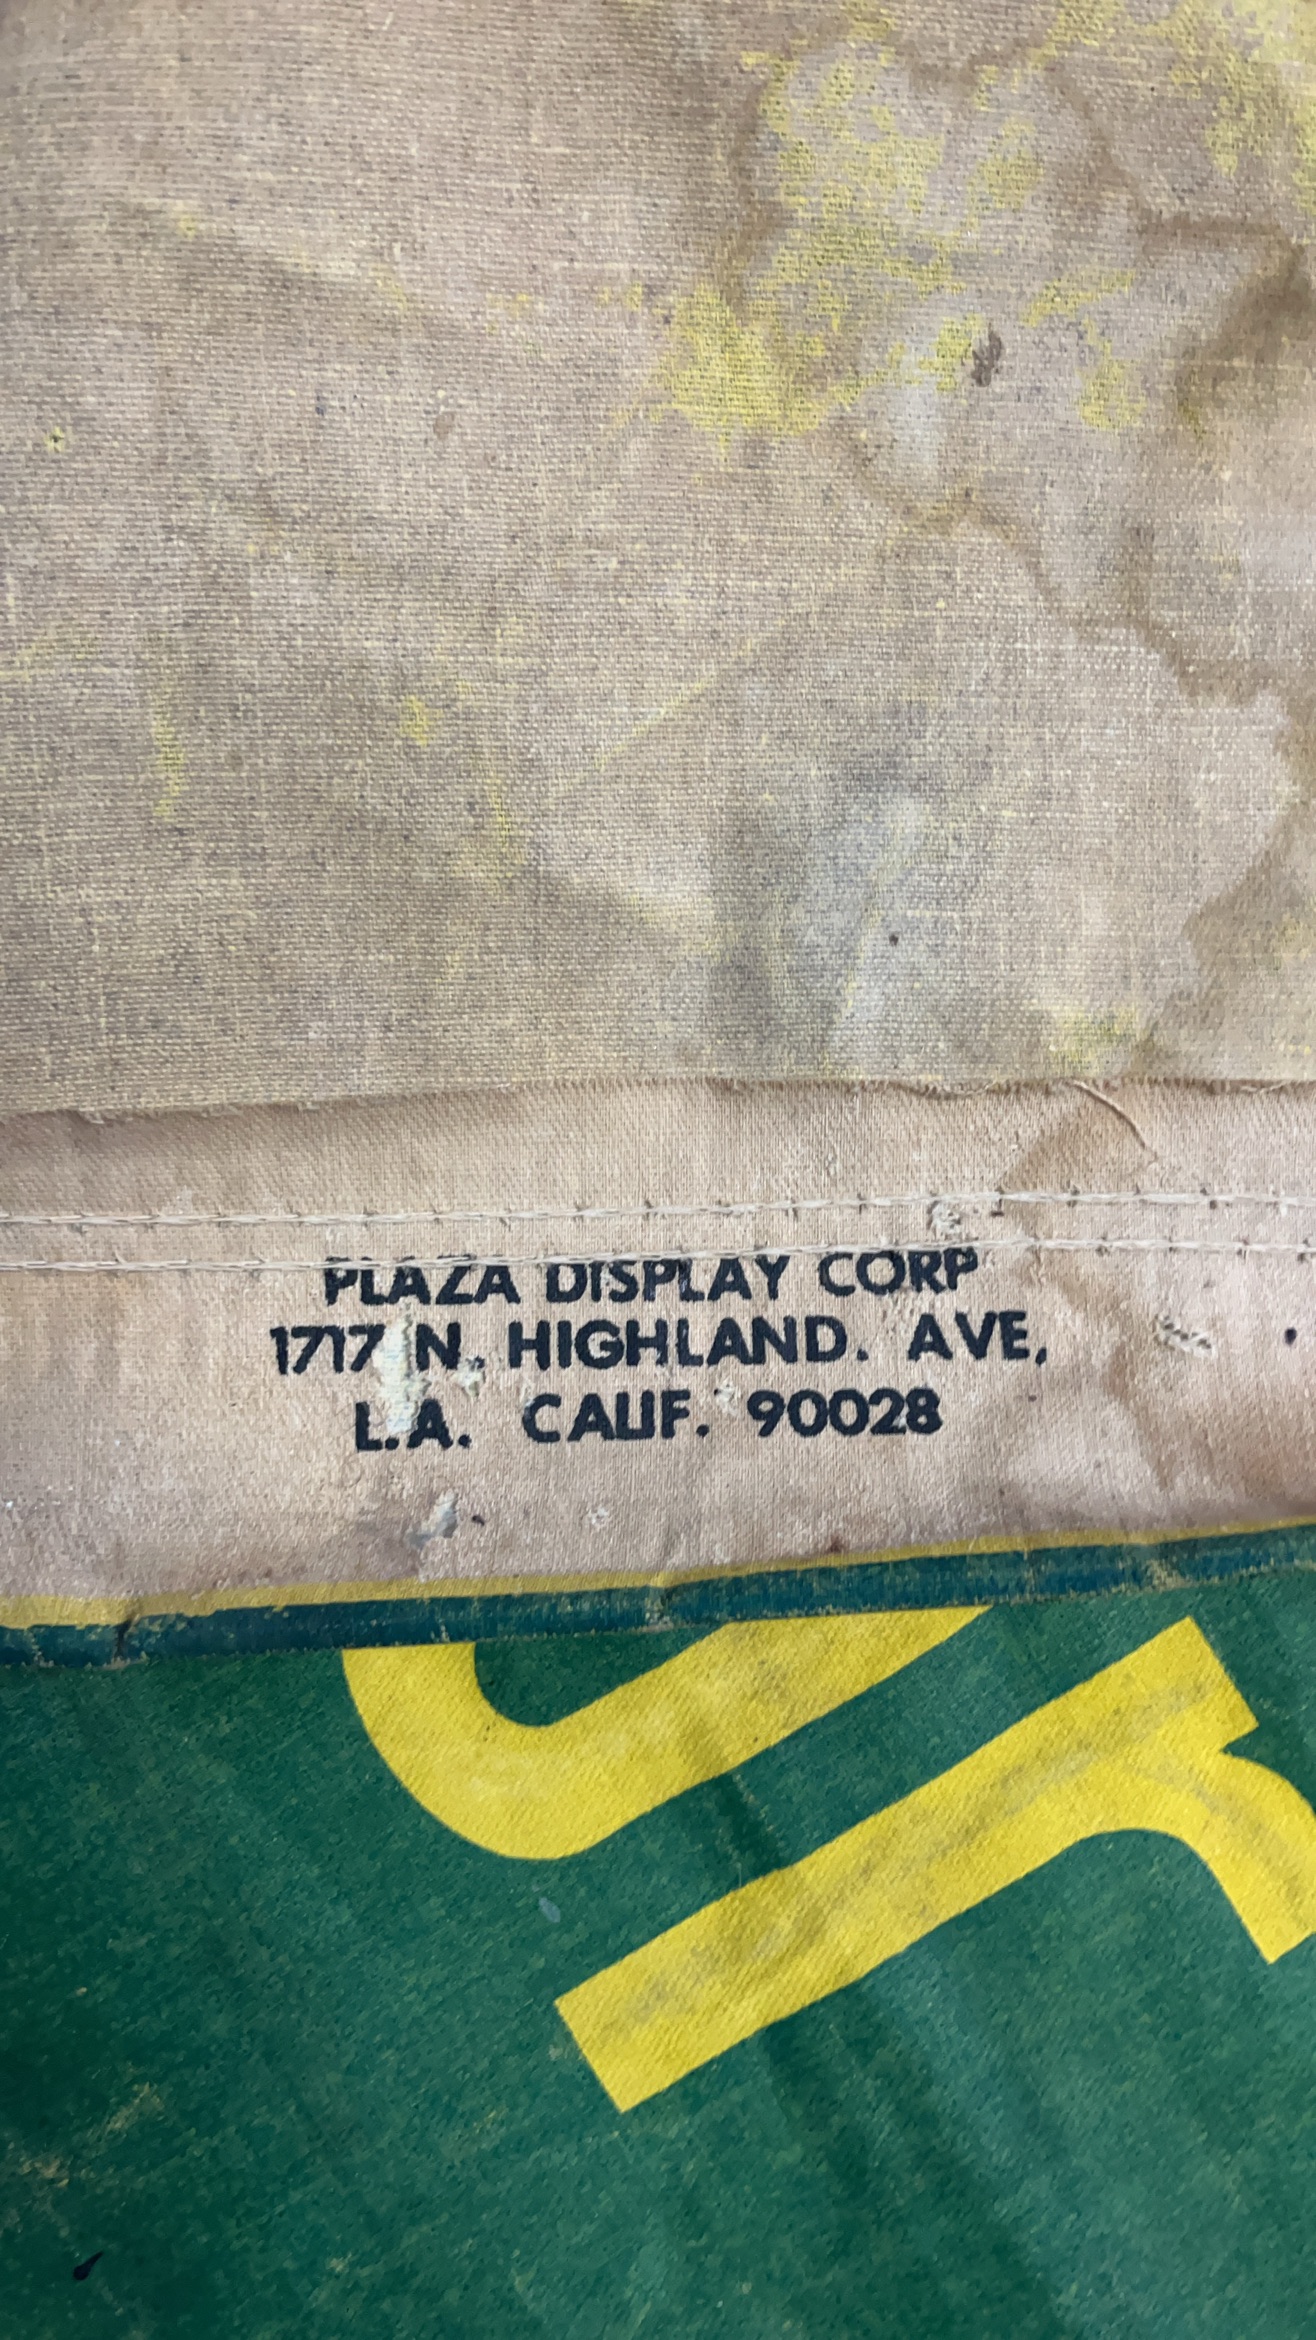 PLAZA DISPLAY CORP
1717 N. HIGHLAND. AVE,
L.A. CALIF. 90028